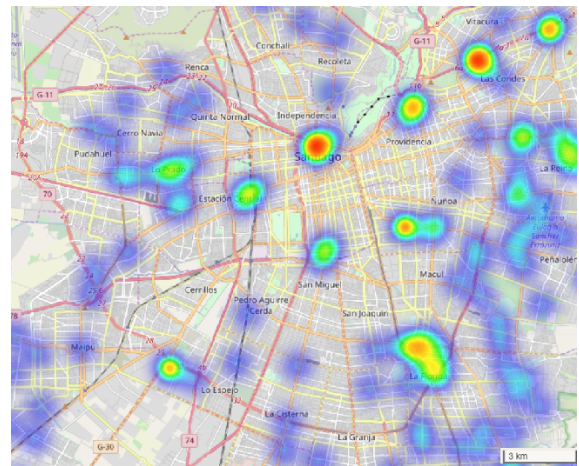 Vitacura
G-11
Conchalí
Renca
Recoleta
Las Condes
G-11
Quinta Normal
Independencia
Cerro Navia
Providencia
Pudahuel
Santiago
Lo Prado
La Reina
70
Estación Central
Ñuñoa
Macul
Peñalolén
San Miguel
Cerrillos
Pedro Aguirre
Cerda
San Joaquín
Maipú
Lo Espejo
La Florida
La Cisterna
La Granja
74
G-30
3 km